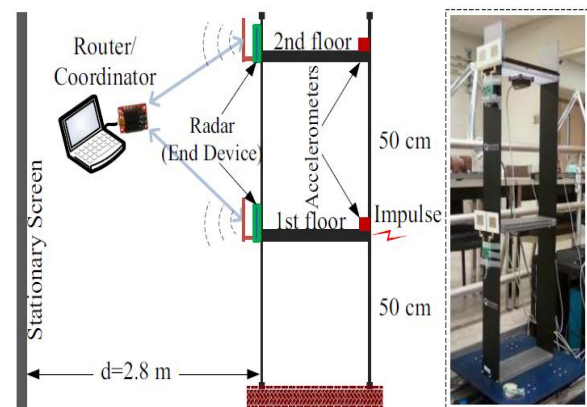 Router/
Coordinator
2nd floor
Radar
(End Device)
Accelerometers
50 cm
1st floor
Impulse
50 cm
Stationary Screen
d=2.8 m